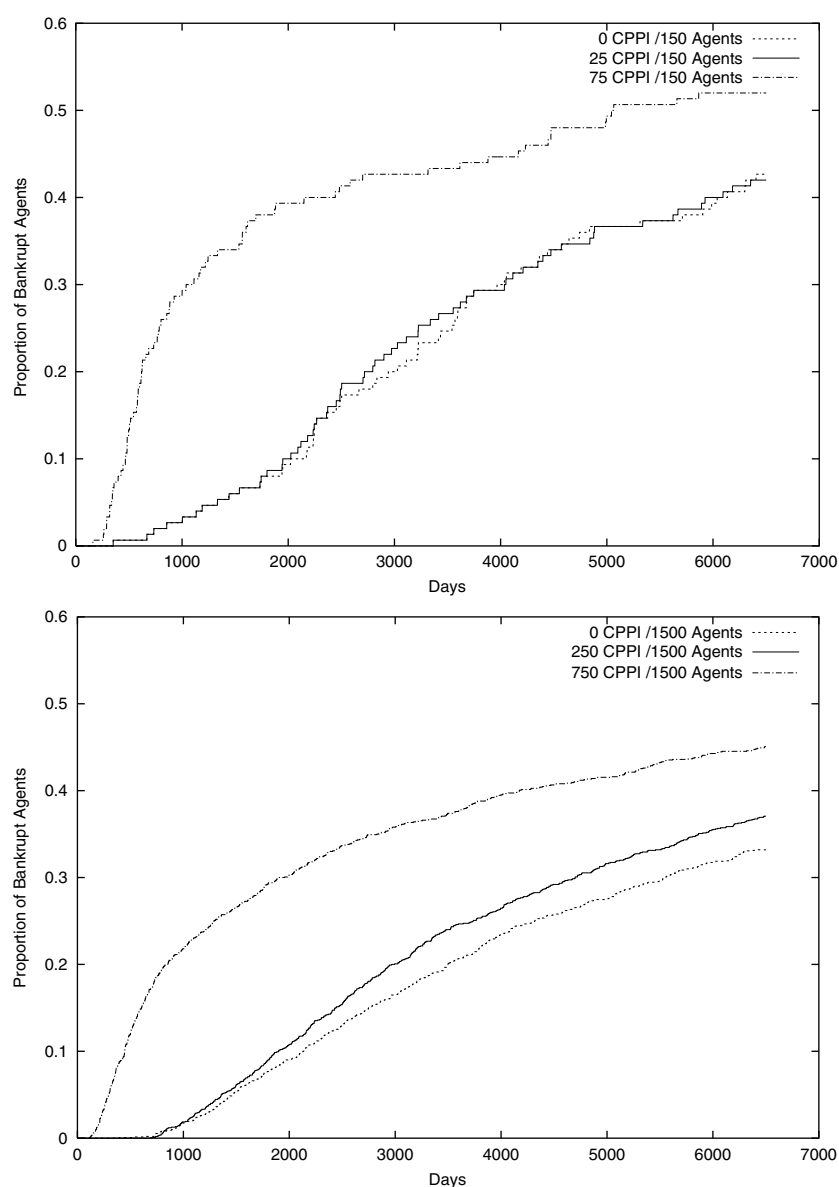 0.6
0.5
0.4
0.3
0.2
0.1
0
Proportion of Bankrupt Agents
0 CPPI /150 Agents
25 CPPI /150 Agents
75 CPPI /150 Agents
0 1000 2000 3000 4000 5000 6000 7000
Days
0.6
0.5
0.4
0.3
0.2
0.1
0
Proportion of Bankrupt Agents
0 CPPI /1500 Agents
250 CPPI /1500 Agents
750 CPPI /1500 Agents
0 1000 2000 3000 4000 5000 6000 7000
Days